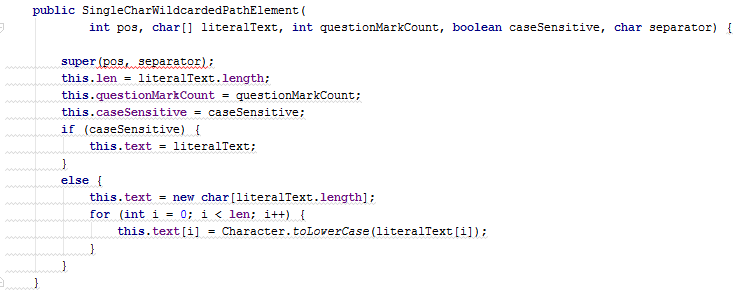 public SingleCharWildcardedPathElement(
int pos, char[] literalText, int questionMarkCount, boolean caseSensitive, char separator) {
super(pos, separator);
this.len = literalText.length;
this.questionMarkCount = questionMarkCount;
this.caseSensitive = caseSensitive;
if (caseSensitive) {
this.text = literalText;
}
else {
this.text = new char[literalText.length];
for (int i = 0; i < len; i++) {
this.text[i] = Character.toLowerCase(literalText[i]);
}
}
}